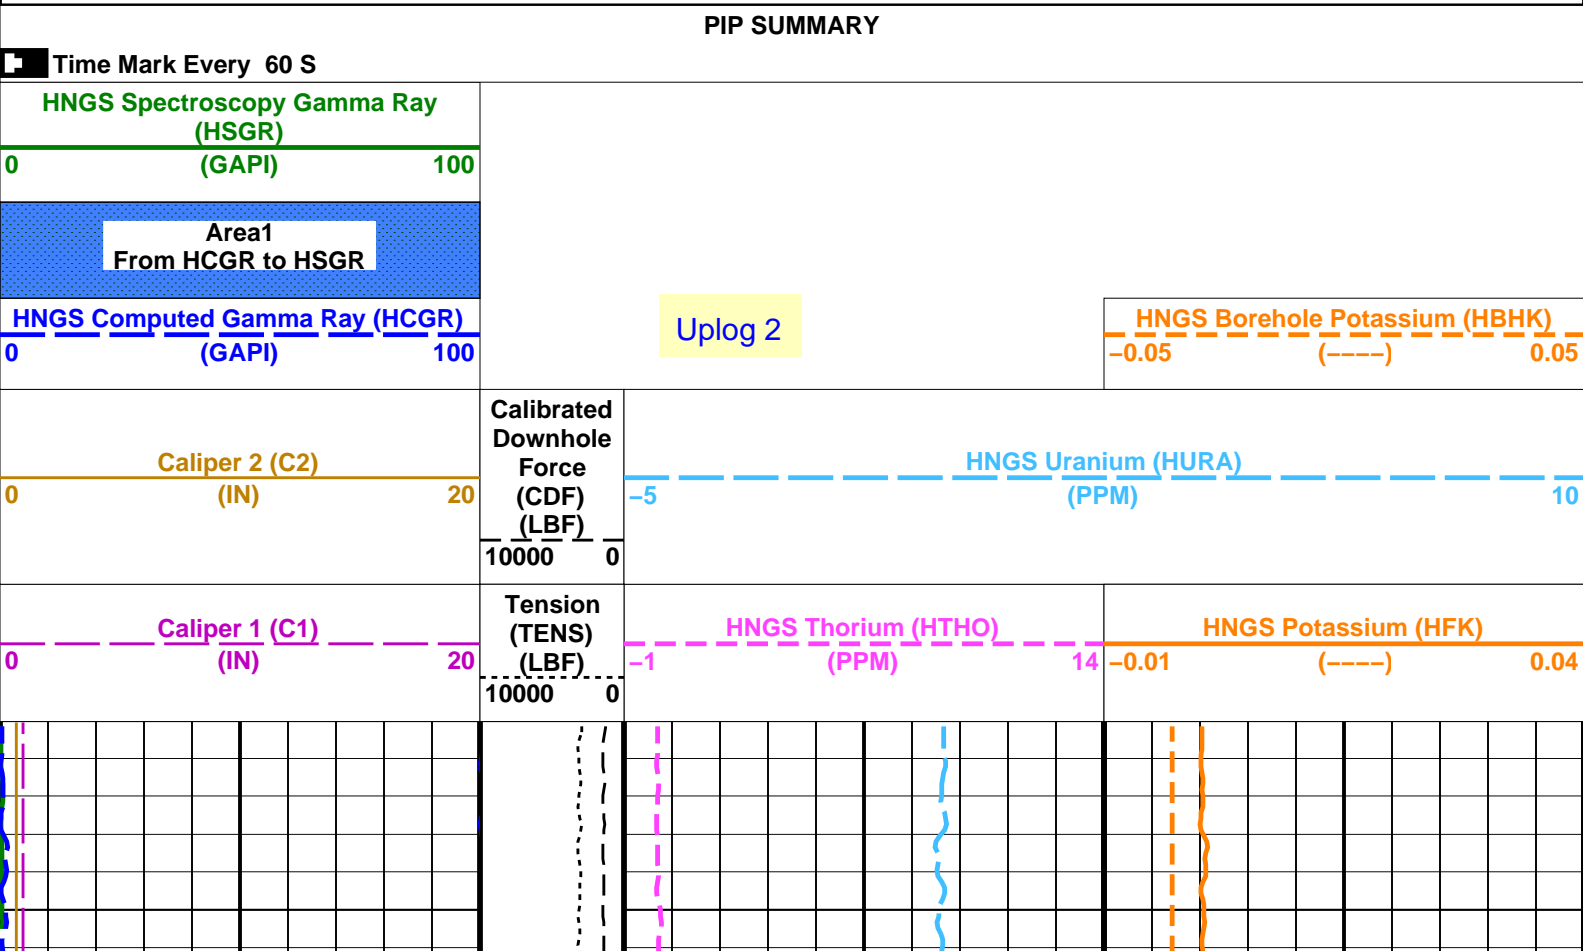 PIP SUMMARY
Time Mark Every 60 S
HNGS Spectroscopy Gamma Ray
(HSGR)
0 (GAPI) 100
Area1
From HCGR to HSGR
HNGS Computed Gamma Ray (HCGR)
0 (GAPI) 100
Uplog 2
HNGS Borehole Potassium (HBHK)
−0.05 (−−−−) 0.05
Caliper 2 (C2)
0 (IN) 20
Calibrated
Downhole
Force
(CDF)
(LBF)
10000 0
HNGS Uranium (HURA)
−5 (PPM) 10
Caliper 1 (C1)
0 (IN) 20
Tension
(TENS)
(LBF)
10000 0
HNGS Thorium (HTHO)
−1 (PPM) 14
HNGS Potassium (HFK)
−0.01 (−−−−) 0.04